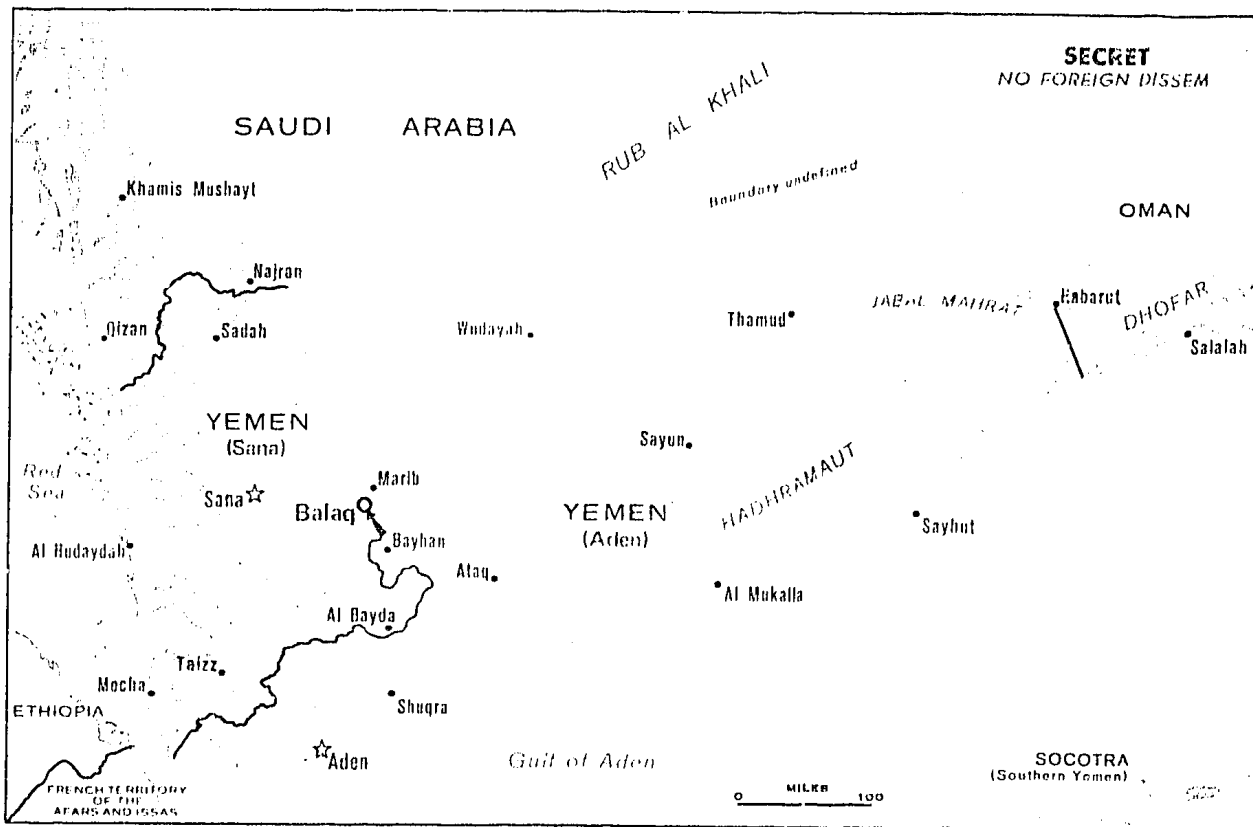 SECRET
NO FOREIGN DISSEM
SAUDI ARABIA
RUB AL KHALI
Khamis Mushayt
Boundary undefined
OMAN
Najran
JABAL MAHRAT
Habarut
DHOFAR
Qizan
Sadah
Wudayah
Thamud
Salalah
YEMEN
(Sana)
Sayun
HADHRAMAUT
Red
Sea
Sana
Marib
Balaq
YEMEN
(Aden)
Sayhut
Al Hudaydah
Bayhan
Ataq
Al Mukalla
Al Bayda
Taizz
Mocha
Shuqra
ETHIOPIA
Aden
Gulf of Aden
SOCOTRA
(Southern Yemen)
MILES
0 100
FRENCH TERRITORY
OF THE
AFARS AND ISSAS